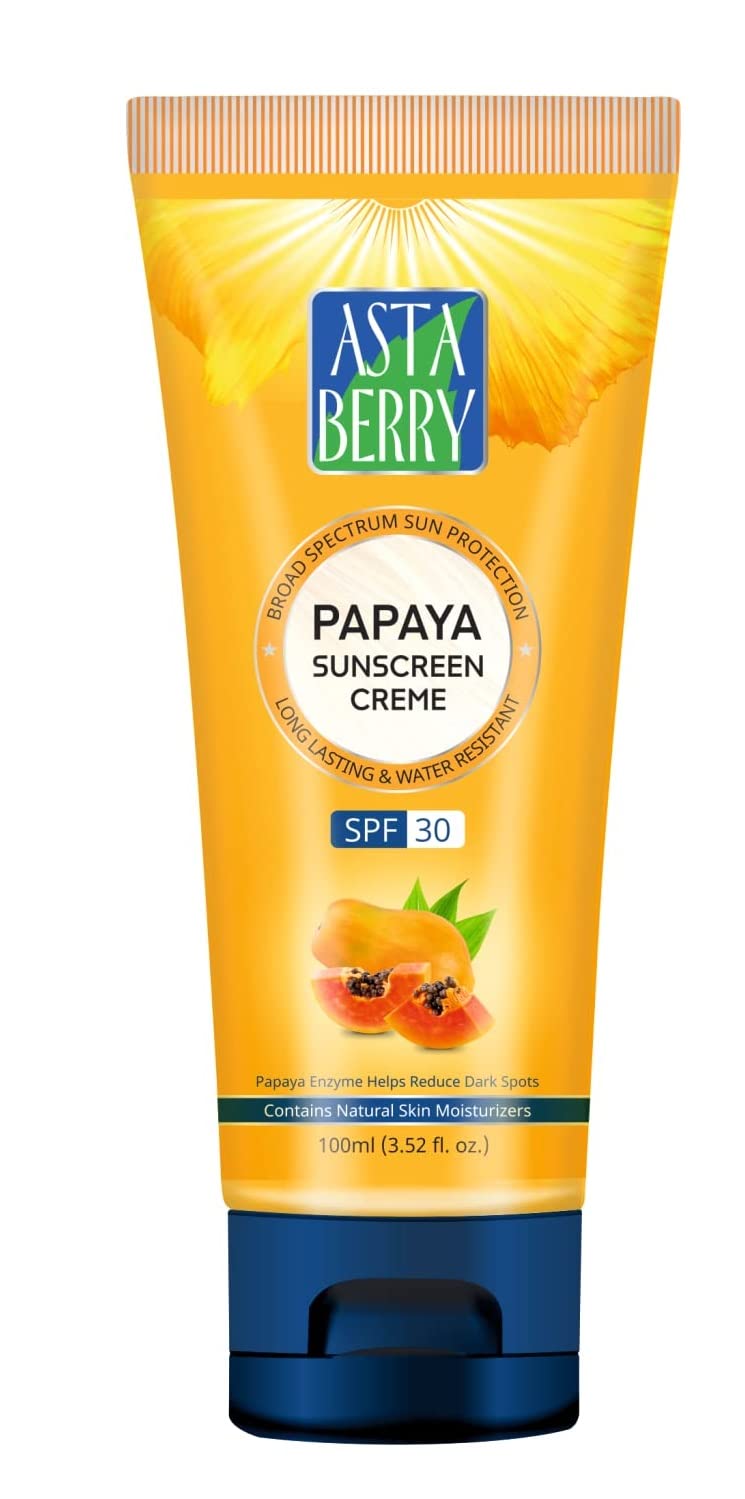 ASTA
BERRY
BROAD SPECTRUM SUN PROTECTION
PAPAYA
SUNSCREEN
CREME
LONG LASTING & WATER RESISTANT
SPF 30
Papaya Enzyme Helps Reduce Dark Spots
Contains Natural Skin Moisturizers
100ml (3.52 fl. oz.)